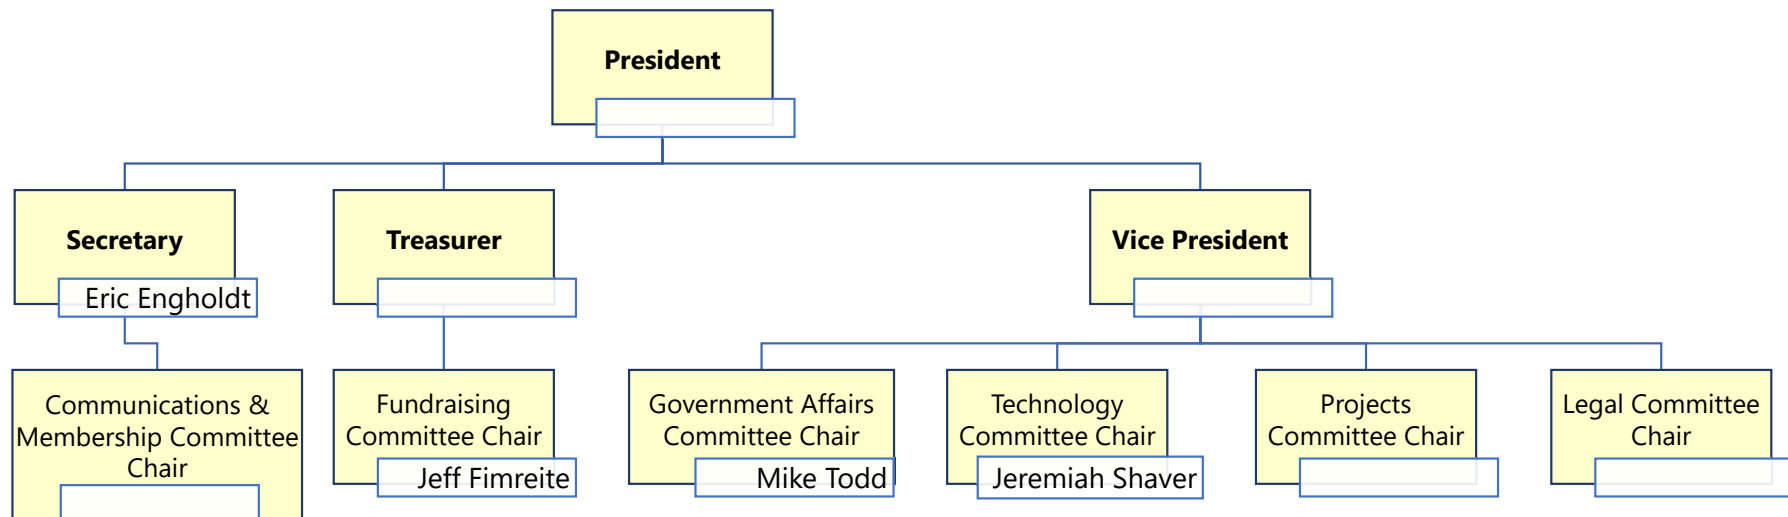 President
Secretary
Eric Engholdt
Treasurer
Vice President
Communications &
Membership Committee
Chair
Fundraising
Committee Chair
Jeff Fimreite
Government Affairs
Committee Chair
Mike Todd
Technology
Committee Chair
Jeremiah Shaver
Projects
Committee Chair
Legal Committee
Chair